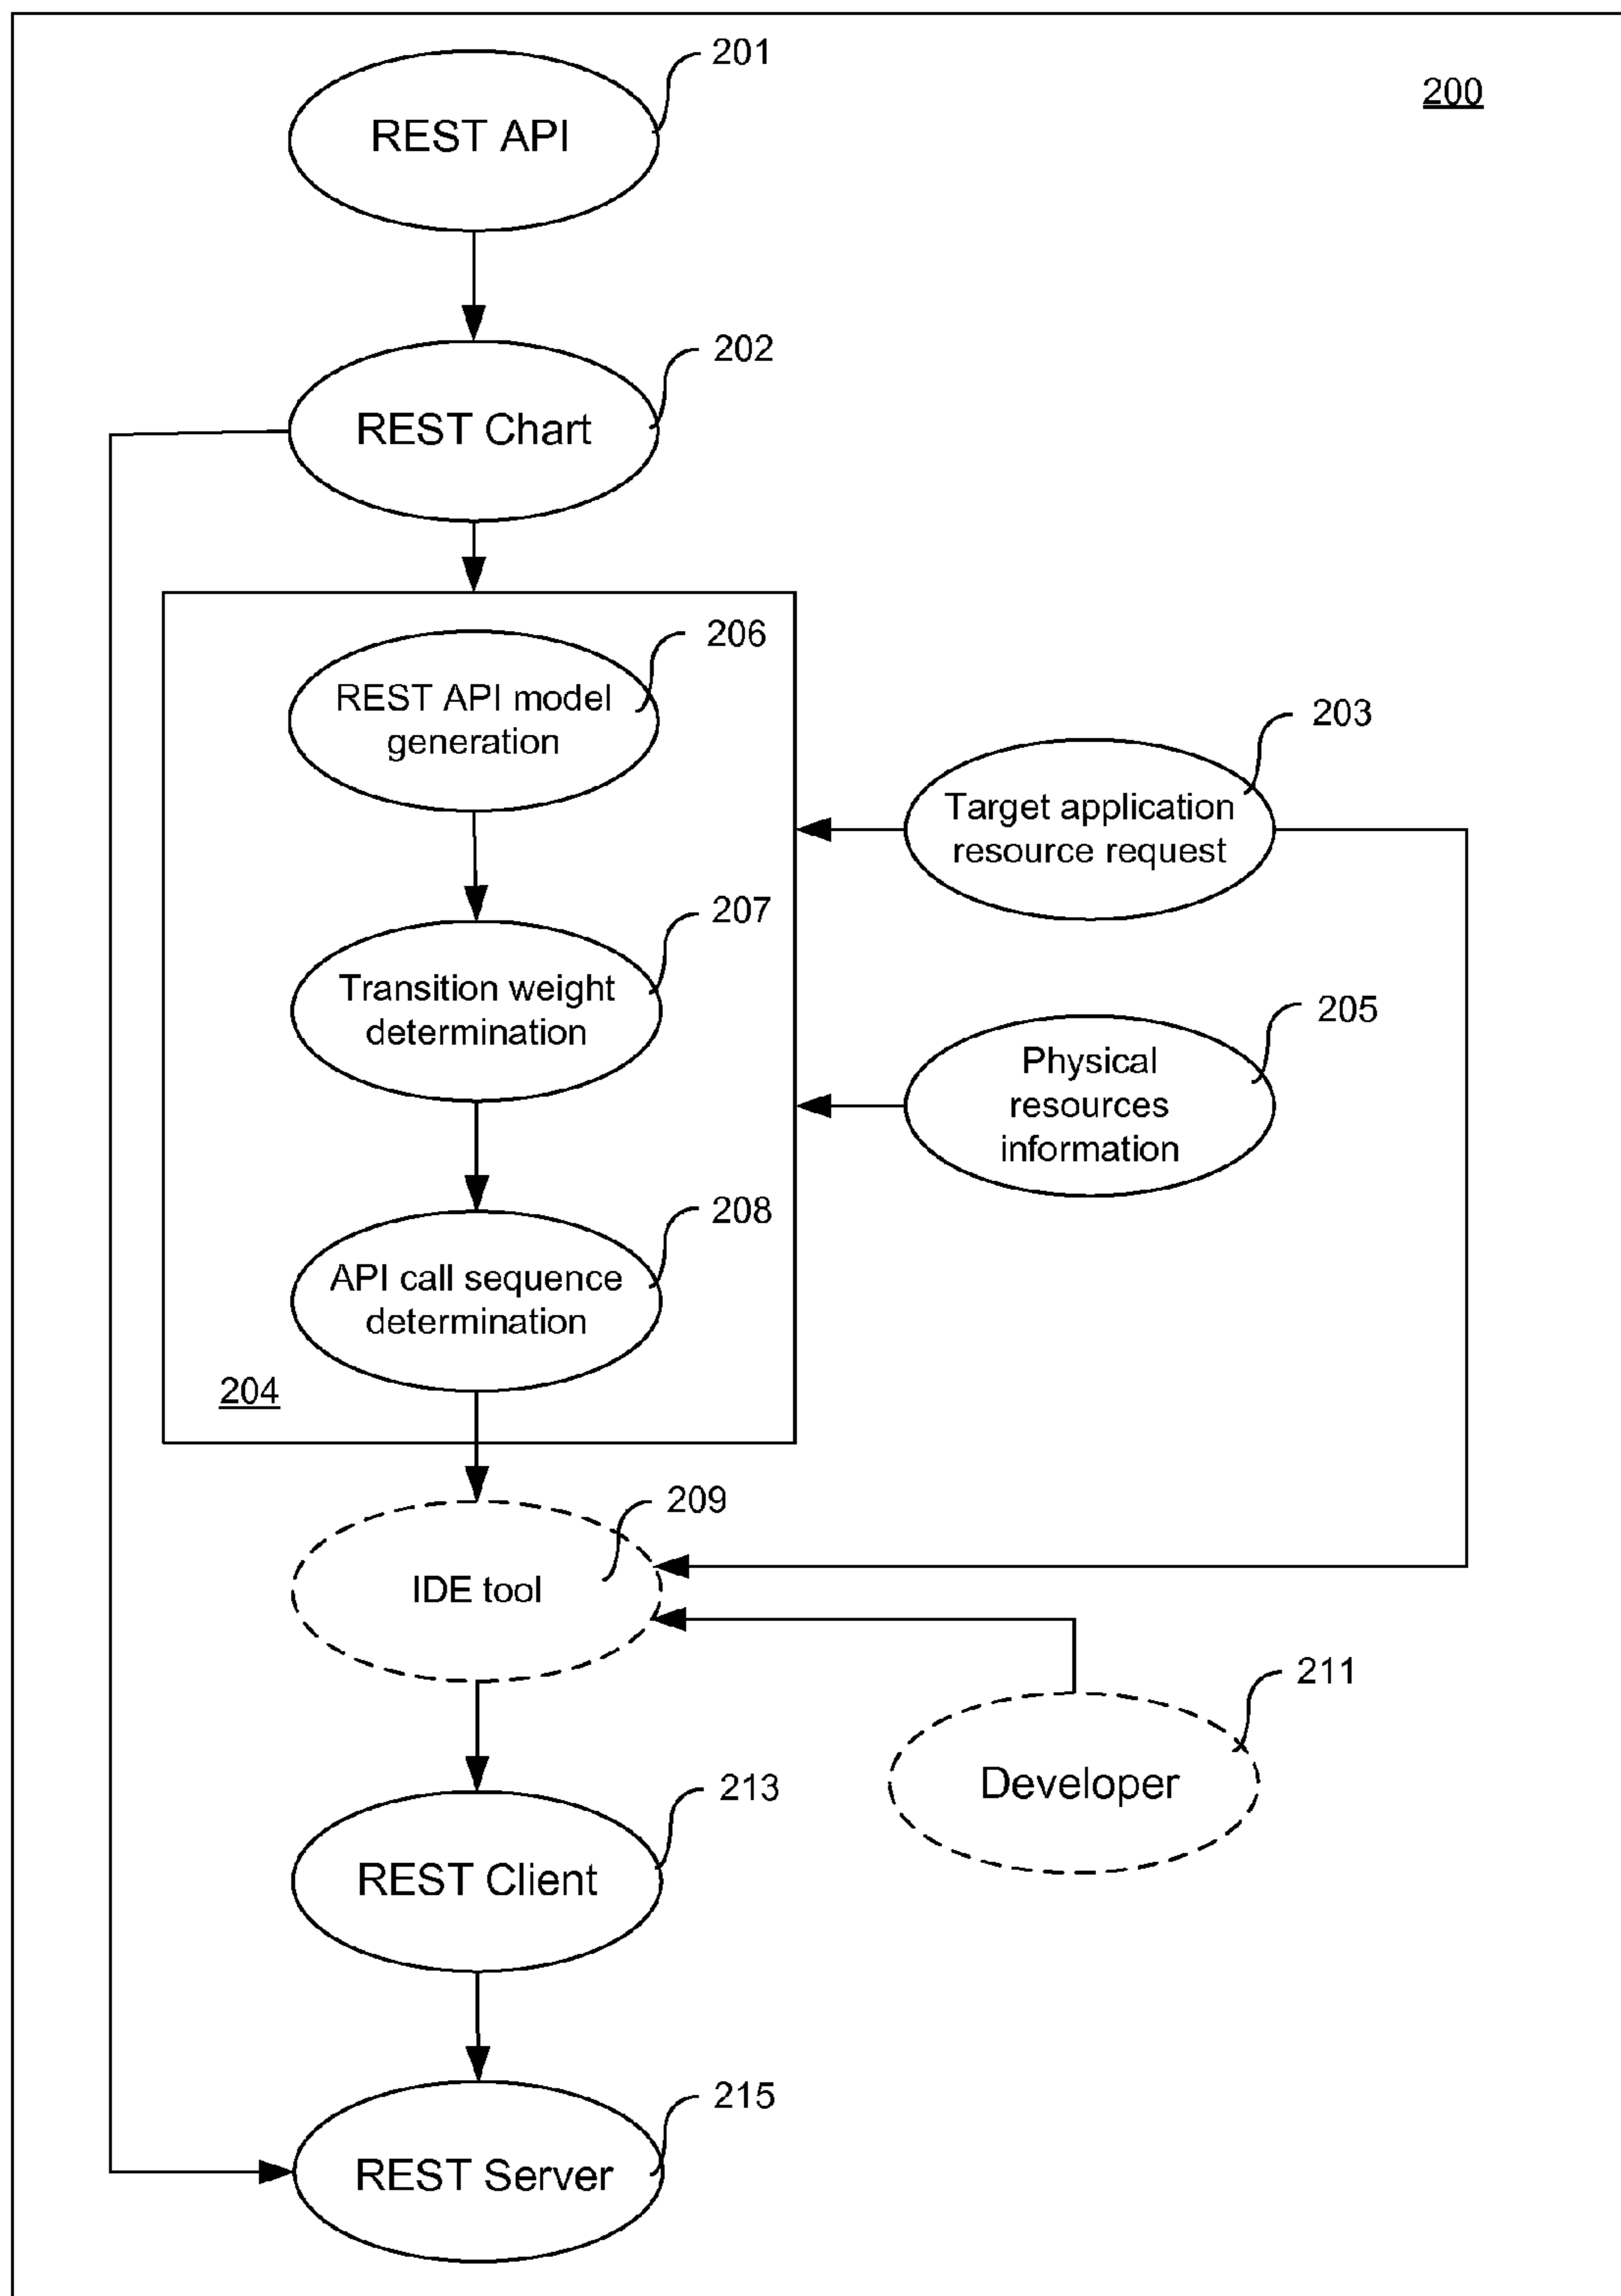 201
200
REST API
202
REST Chart
206
REST API model
generation
203
Target application
resource request
207
Transition weight
determination
205
Physical
resources
information
208
API call sequence
determination
204
209
IDE tool
211
Developer
213
REST Client
215
REST Server